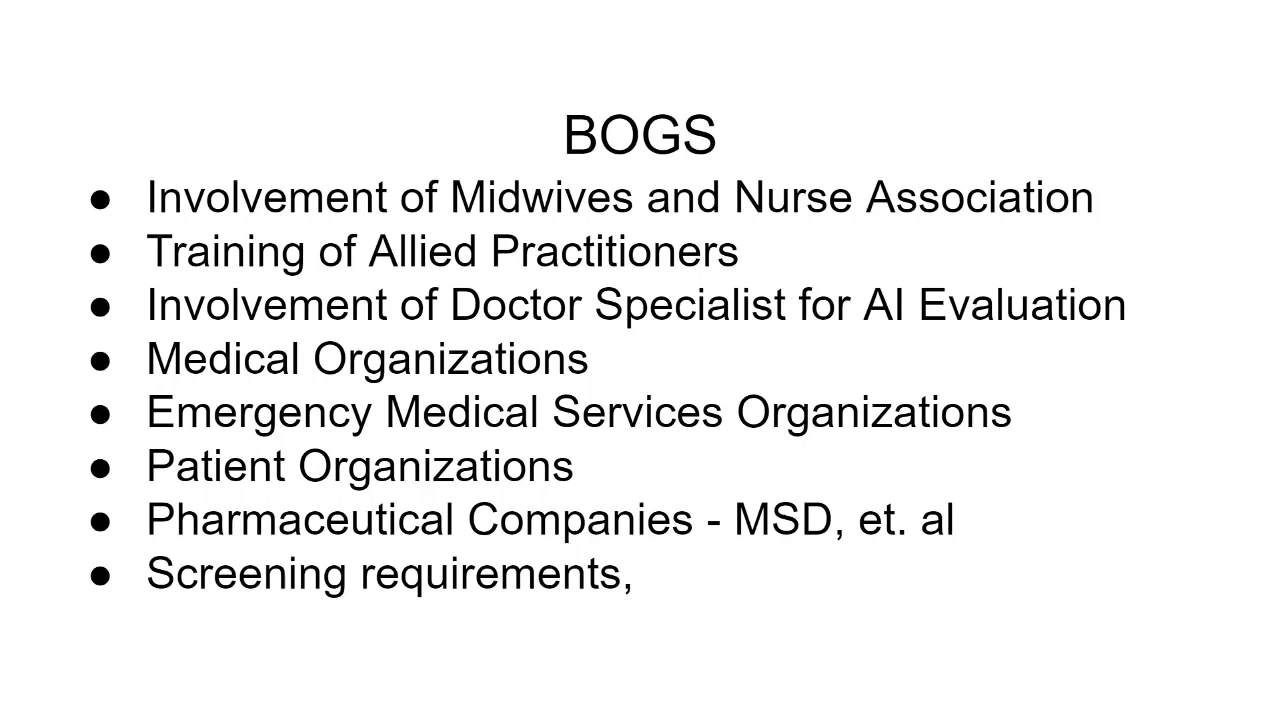 BOGS
● Involvement of Midwives and Nurse Association
● Training of Allied Practitioners
● Involvement of Doctor Specialist for AI Evaluation
● Medical Organizations
● Emergency Medical Services Organizations
● Patient Organizations
● Pharmaceutical Companies - MSD, et. al
● Screening requirements,